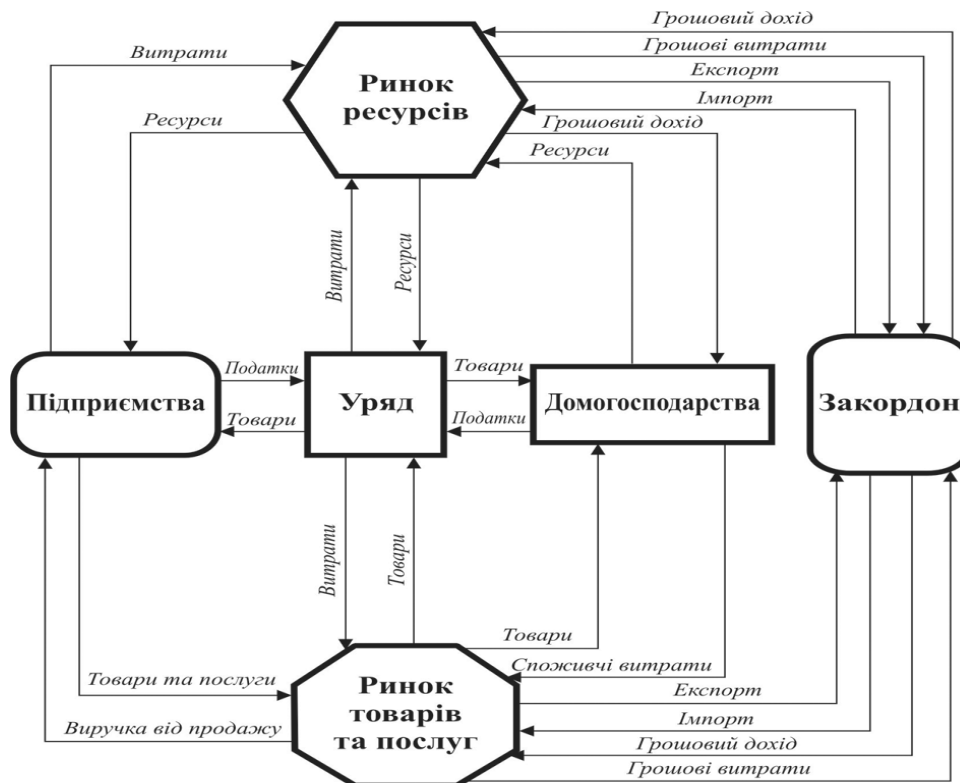 Грошовий дохід
Грошові витрати
Витрати
Експорт
Ринок
ресурсів
Імпорт
Ресурси
Грошовий дохід
Ресурси
Витрати
Ресурси
Податки
Товари
Підприємства
Уряд
Домогосподарства
Закордон
Товари
Податки
Витрати
Товари
Товари
Споживчі витрати
Товари та послуги
Ринок
товарів
та послуг
Експорт
Виручка від продажу
Імпорт
Грошовий дохід
Грошові витрати